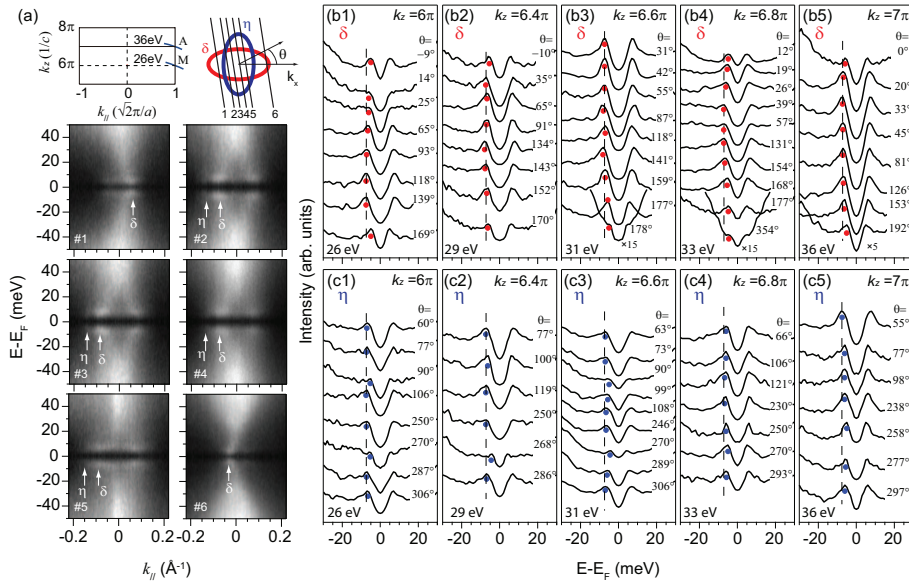 (a)
8π
6π
k_z (1/c)
36eV
A
26eV
M
-1
0
1
k_// (√2π/a)
δ
η
θ
k_x
1 2345 6
40
20
0
-20
-40
#1
δ
#2
η
δ
40
20
0
-20
-40
#3
η
δ
#4
η
δ
40
20
0
-20
-40
#5
η
δ
#6
δ
-0.2
0
0.2
-0.2
0
0.2
E-E_F (meV)
k_// (Å⁻¹)
Intensity (arb. units)
(b1)
k_z =6π
δ
θ=
-9°
14°
25°
65°
93°
118°
139°
169°
26 eV
(b2)
k_z =6.4π
δ
θ=
-10°
35°
65°
91°
134°
143°
152°
170°
29 eV
(b3)
k_z =6.6π
δ
θ=
31°
42°
55°
87°
118°
141°
159°
177°
178°
×15
31 eV
(b4)
k_z =6.8π
δ
θ=
12°
19°
26°
39°
57°
131°
154°
168°
177°
354°
×15
33 eV
(b5)
k_z =7π
δ
θ=
0°
20°
33°
45°
81°
126°
153°
192°
×5
36 eV
(c1)
k_z =6π
η
θ=
60°
77°
90°
106°
250°
270°
287°
306°
26 eV
(c2)
k_z =6.4π
η
θ=
77°
100°
119°
250°
268°
286°
29 eV
(c3)
k_z =6.6π
η
θ=
63°
73°
90°
99°
108°
246°
270°
289°
306°
31 eV
(c4)
k_z =6.8π
η
θ=
66°
106°
121°
230°
250°
270°
293°
33 eV
(c5)
k_z =7π
η
θ=
55°
77°
98°
238°
258°
277°
297°
36 eV
-20
0
20
-20
0
20
-20
0
20
-20
0
20
-20
0
20
E-E_F (meV)